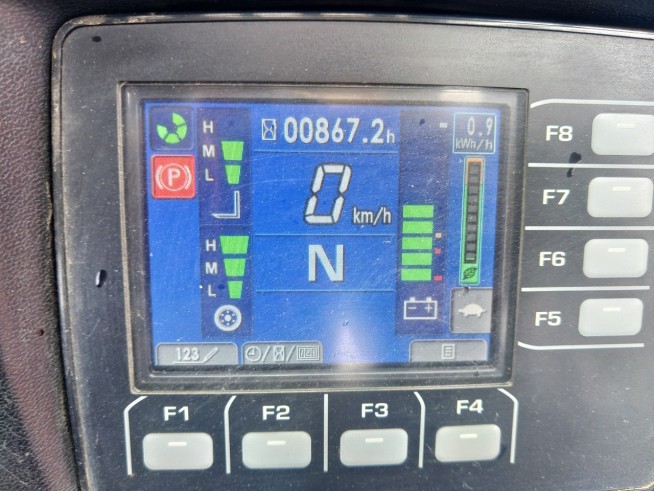 H
M
L
00867.2h
- 0.9
kWh/h
P
0 km/h
H
M
L
N
- +
123
F8
F7
F6
F5
F1
F2
F3
F4